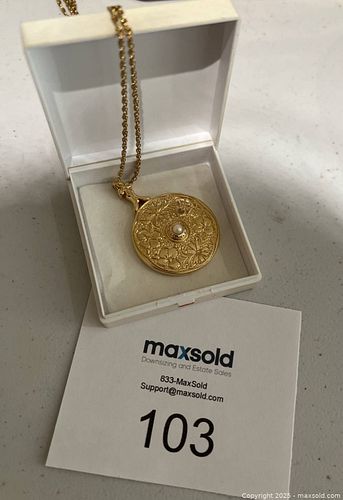 maxsold
Downsizing and Estate Sales
833-MaxSold
Support@maxsold.com
103
Copyright 2025 - maxsold.com